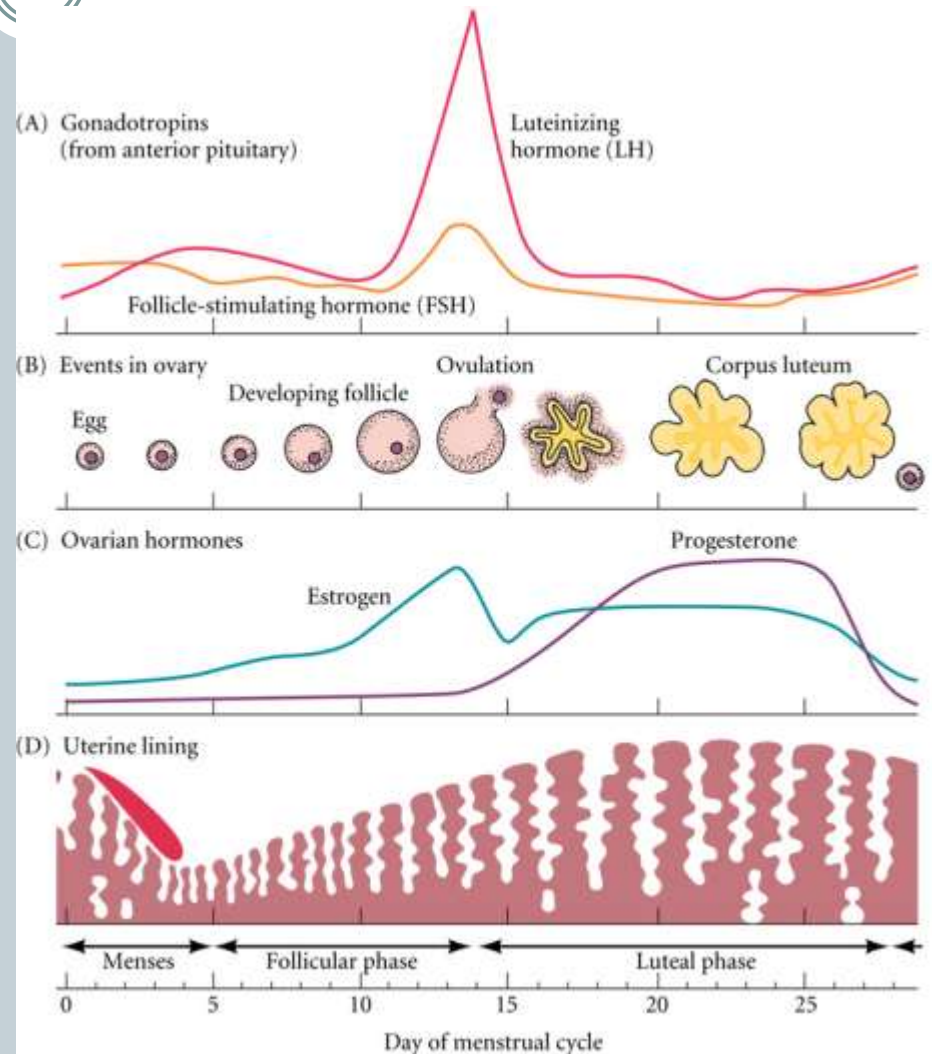 (A) Gonadotropins
(from anterior pituitary)
Luteinizing
hormone (LH)
Follicle-stimulating hormone (FSH)
(B) Events in ovary
Ovulation
Corpus luteum
Developing follicle
Egg
(C) Ovarian hormones
Progesterone
Estrogen
(D) Uterine lining
Menses
Follicular phase
Luteal phase
0 5 10 15 20 25
Day of menstrual cycle